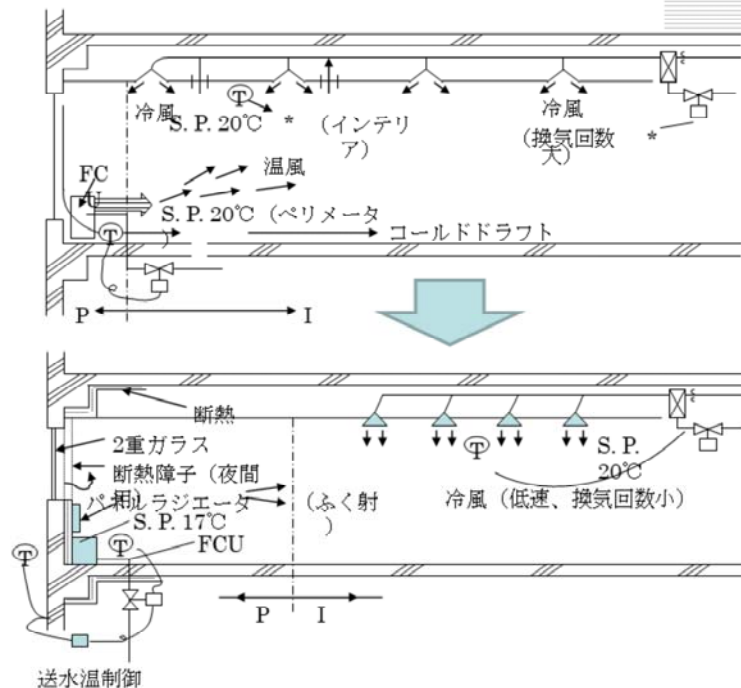 冷風
Ⓣ
S. P. 20℃ *
(インテリ
ア)
冷風
(換気回数
大)
*
温風
FC
U
S. P. 20℃ (ペリメータ
)
Ⓣ
コールドドラフト
P
I
断熱
2重ガラス
断熱障子(夜間
用)
パネルラジエータ
(ふく射
)
S. P. 17℃
Ⓣ
Ⓣ
FCU
Ⓣ
S. P.
20℃
冷風(低速、換気回数小)
P
I
送水温制御